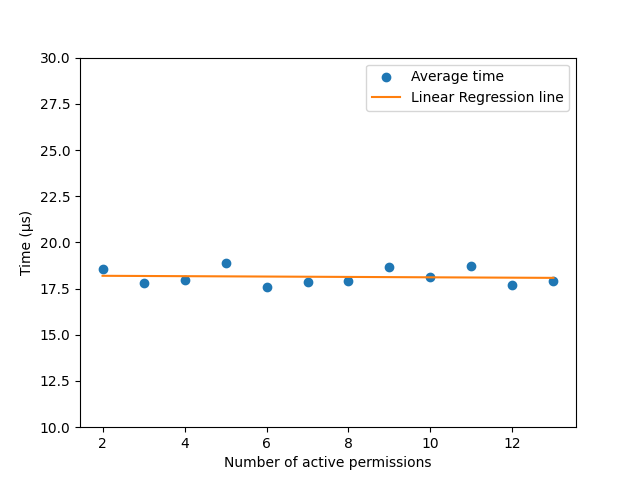 30.0
27.5
25.0
22.5
20.0
17.5
15.0
12.5
10.0
Time (µs)
Average time
Linear Regression line
2 4 6 8 10 12
Number of active permissions